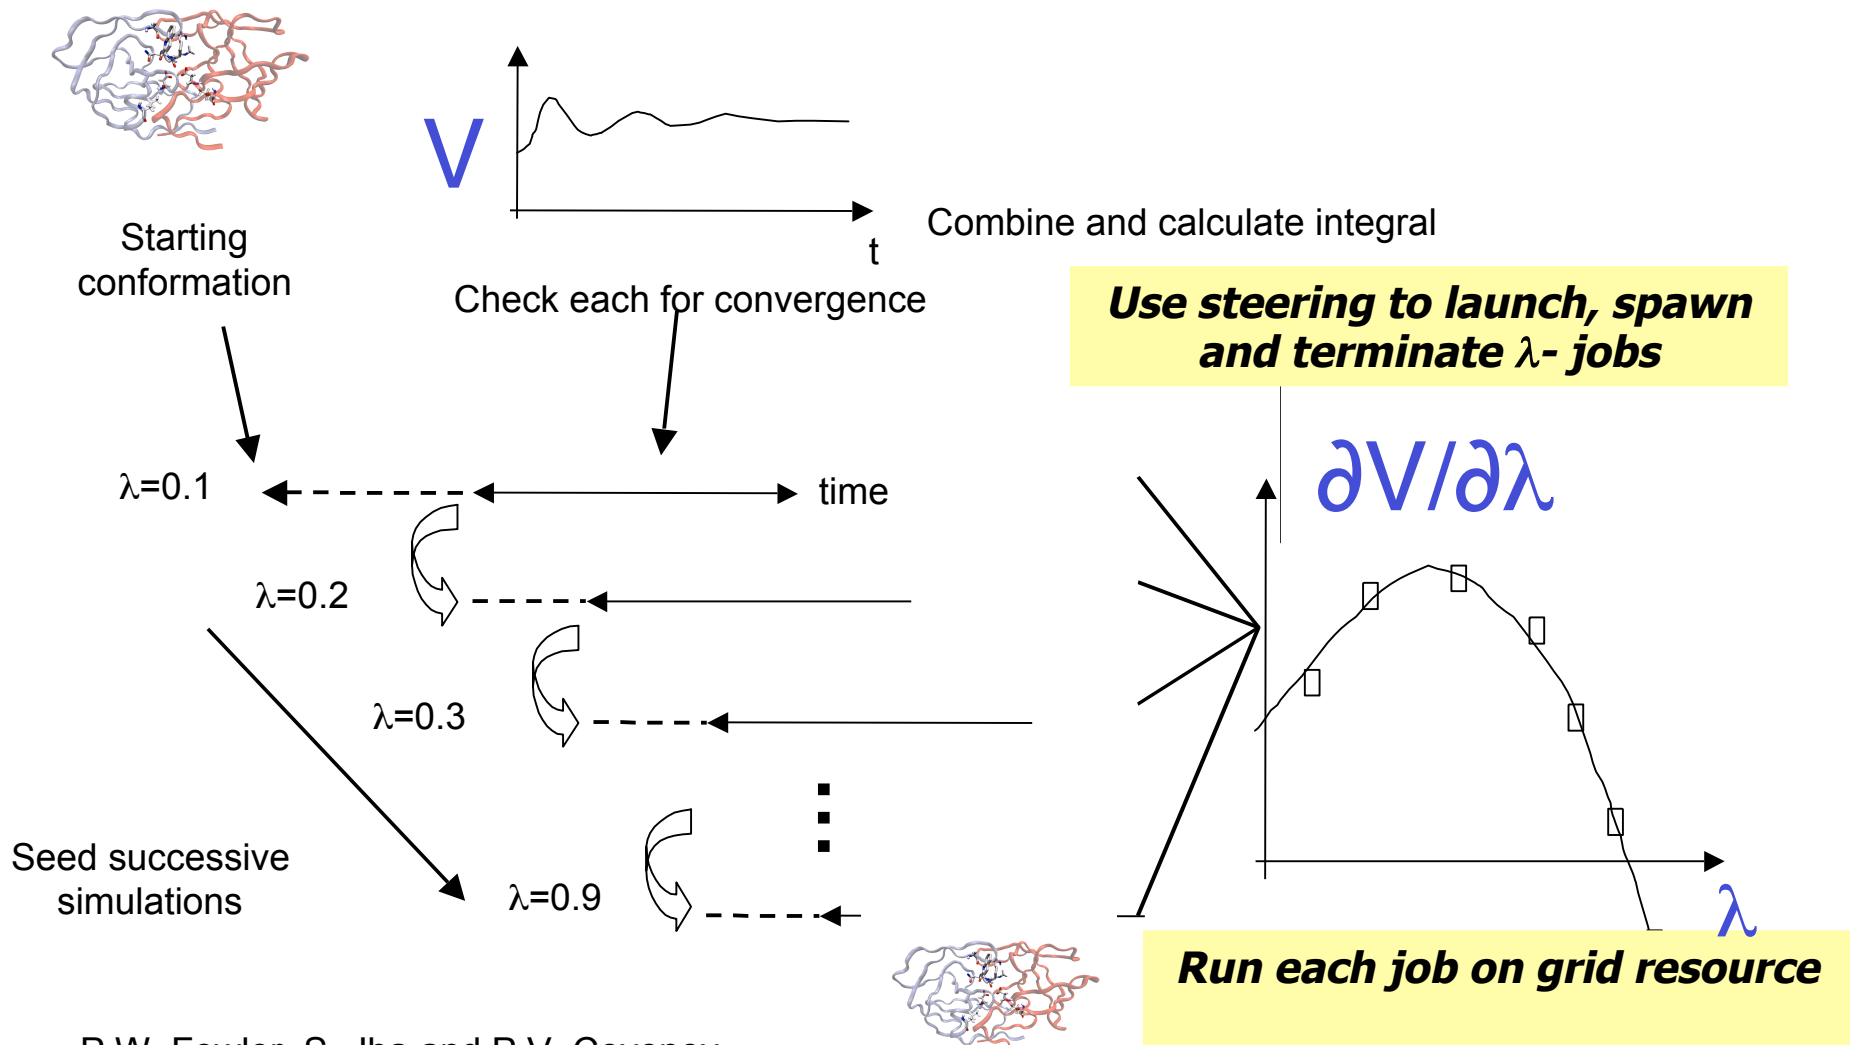 V
t
Combine and calculate integral
Starting
conformation
Check each for convergence
Use steering to launch, spawn
and terminate λ- jobs
∂V/∂λ
λ=0.1
time
λ=0.2
λ=0.3
Seed successive
simulations
λ=0.9
λ
Run each job on grid resource